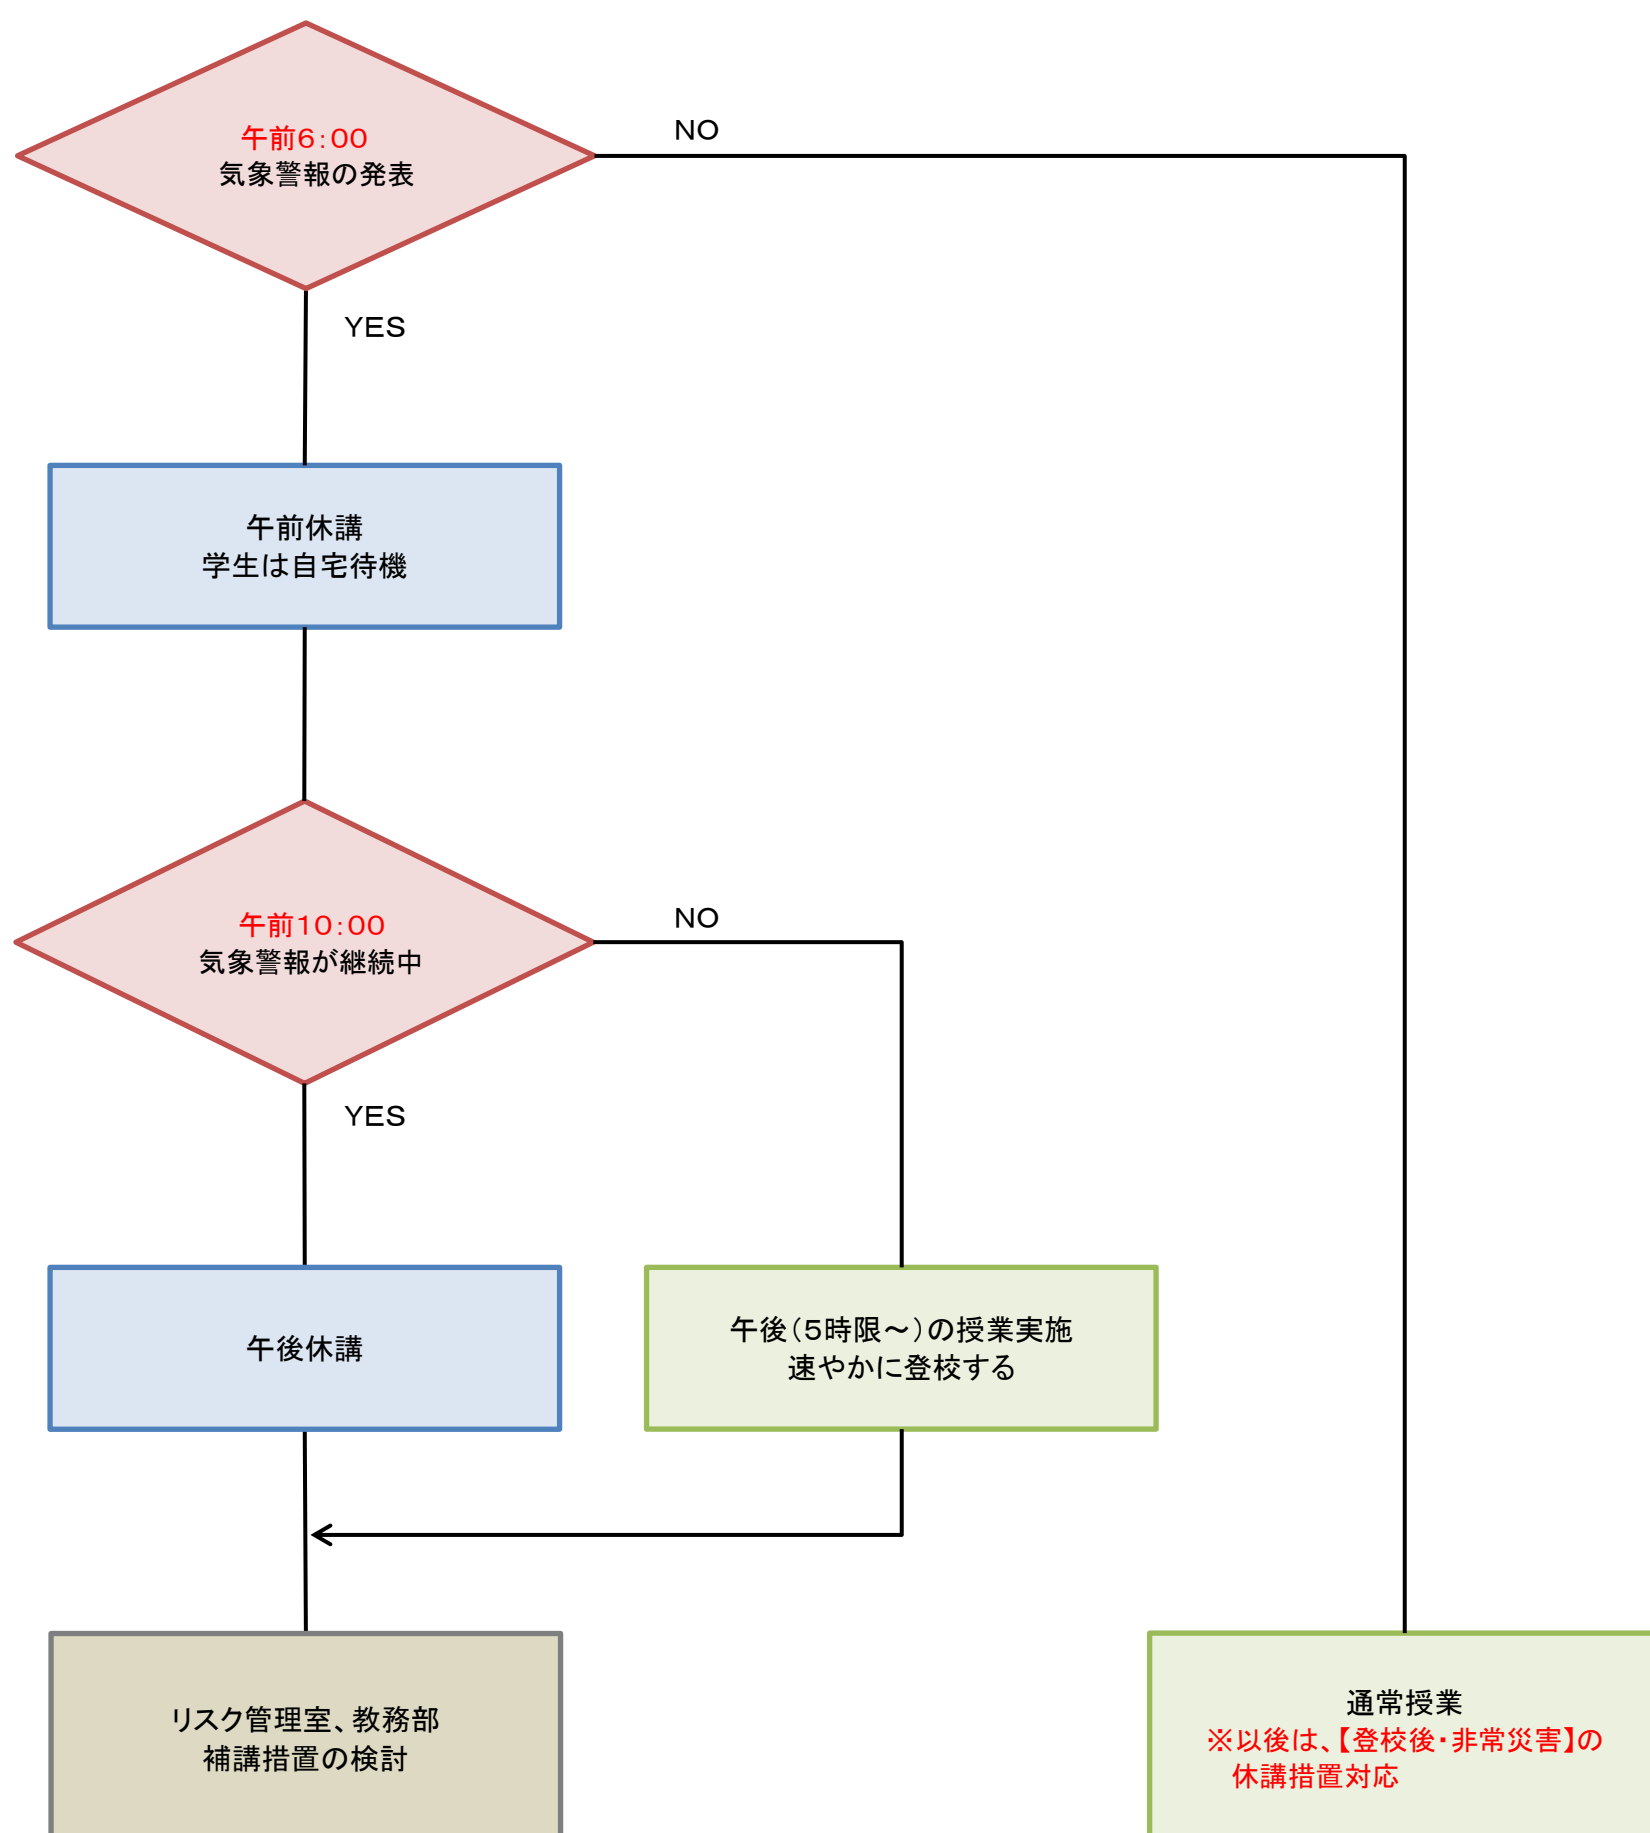 午前6：00
気象警報の発表
NO
YES
午前休講
学生は自宅待機
午前10：00
気象警報が継続中
NO
YES
午後休講
午後（5時限～）の授業実施
速やかに登校する
リスク管理室、教務部
補講措置の検討
通常授業
※以後は、【登校後・非常災害】の
休講措置対応